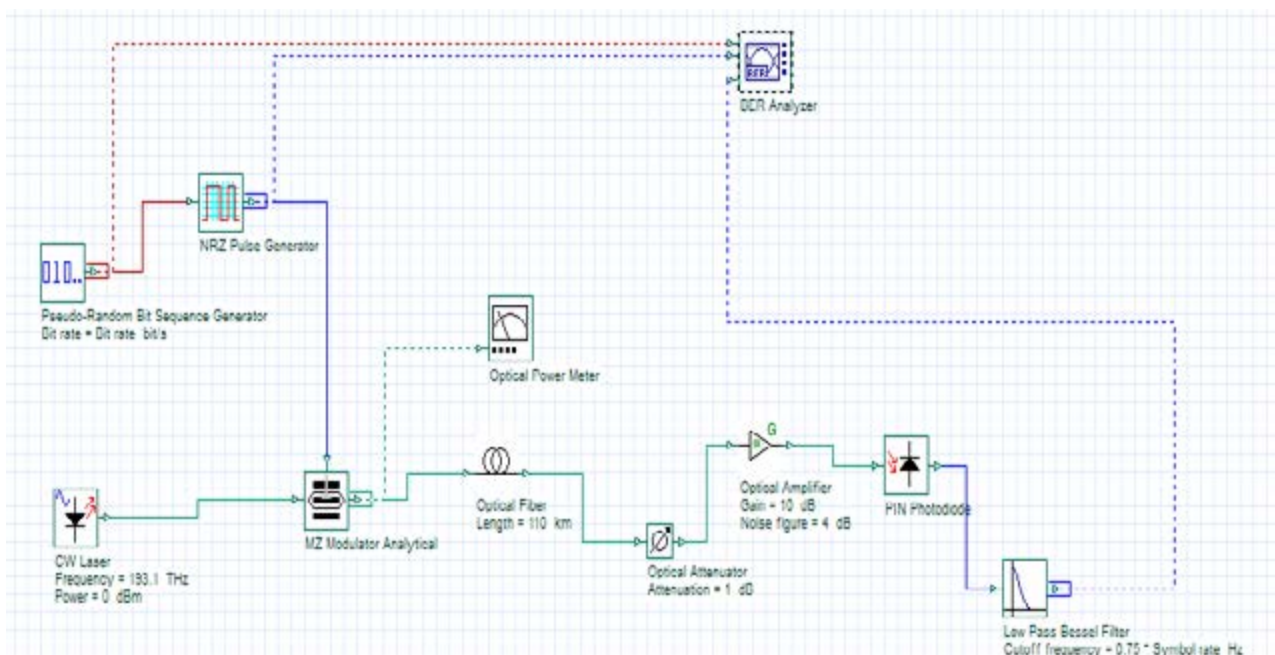 BER Analyzer
NRZ Pulse Generator
010..
Pseudo-Random Bit Sequence Generator
Bit rate = Bit rate bit/s
Optical Power Meter
G
Optical Amplifier
Gain = 10 dB
Noise figure = 4 dB
PIN Photodiode
Optical Fiber
Length = 110 km
MZ Modulator Analytical
CW Laser
Frequency = 193.1 THz
Power = 0 dBm
Optical Attenuator
Attenuation = 1 dB
Low Pass Bessel Filter
Cutoff frequency = 0.75 * Symbol rate Hz